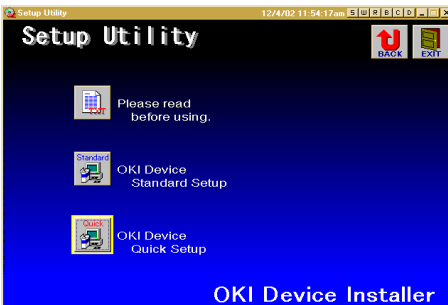 Setup Utility 12/4/02 11:54:17am S W R B C D
Setup Utility
BACK EXIT
TXT
Please read
before using.
Standard
OKI Device
Standard Setup
Quick
OKI Device
Quick Setup
OKI Device Installer